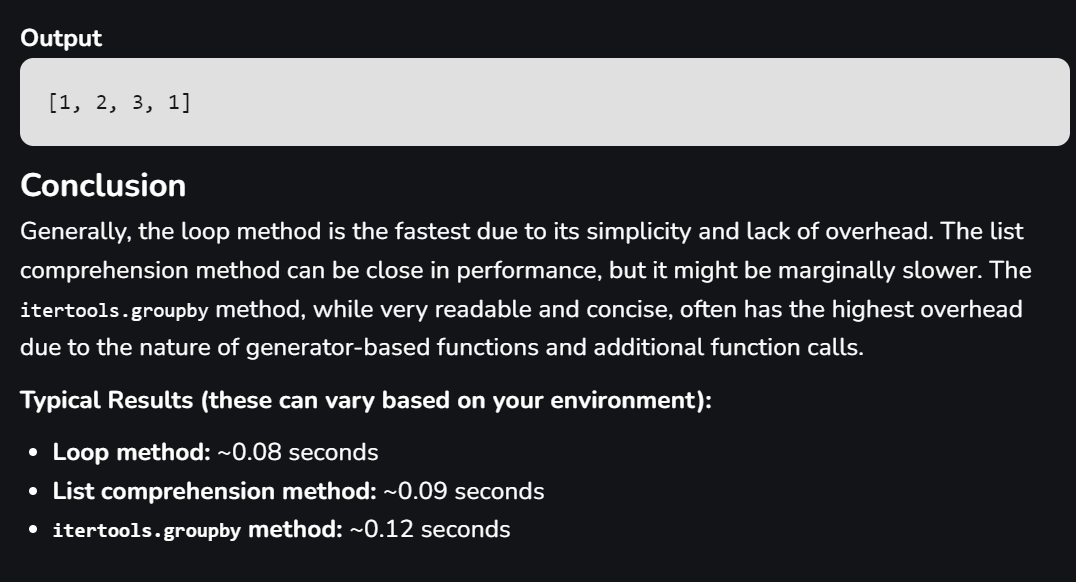 Output
[1, 2, 3, 1]
Conclusion
Generally, the loop method is the fastest due to its simplicity and lack of overhead. The list
comprehension method can be close in performance, but it might be marginally slower. The
itertools.groupby method, while very readable and concise, often has the highest overhead
due to the nature of generator-based functions and additional function calls.
Typical Results (these can vary based on your environment):
• Loop method: ~0.08 seconds
• List comprehension method: ~0.09 seconds
• itertools.groupby method: ~0.12 seconds